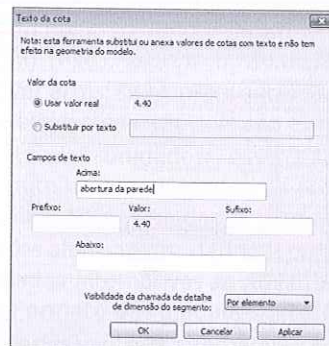 Texto da cota
Nota: esta ferramenta substitui ou anexa valores de cotas com texto e não tem
efeito na geometria do modelo.
Valor da cota
Usar valor real 4.40
Substituir por texto
Campos de texto
Acima:
abertura da parede
Prefixo: Valor: Sufixo:
4.40
Abaixo:
Visibilidade da chamada de detalhe
de dimensão do segmento: Por elemento
OK Cancelar Aplicar